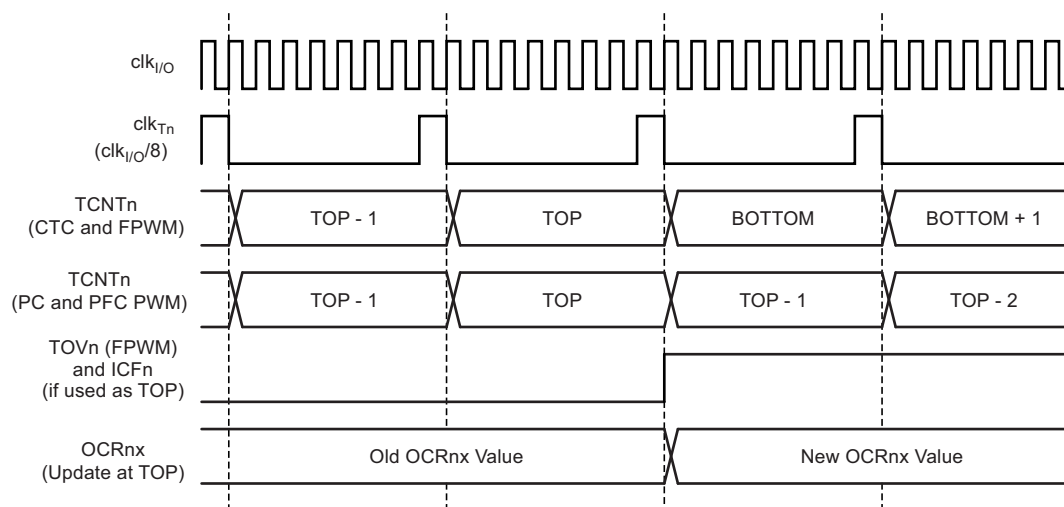 clkI/O
clkTn
(clkI/O/8)
TCNTn
(CTC and FPWM)
TOP - 1
TOP
BOTTOM
BOTTOM + 1
TCNTn
(PC and PFC PWM)
TOP - 1
TOP
TOP - 1
TOP - 2
TOVn (FPWM)
and ICFn
(if used as TOP)
OCRnx
(Update at TOP)
Old OCRnx Value
New OCRnx Value